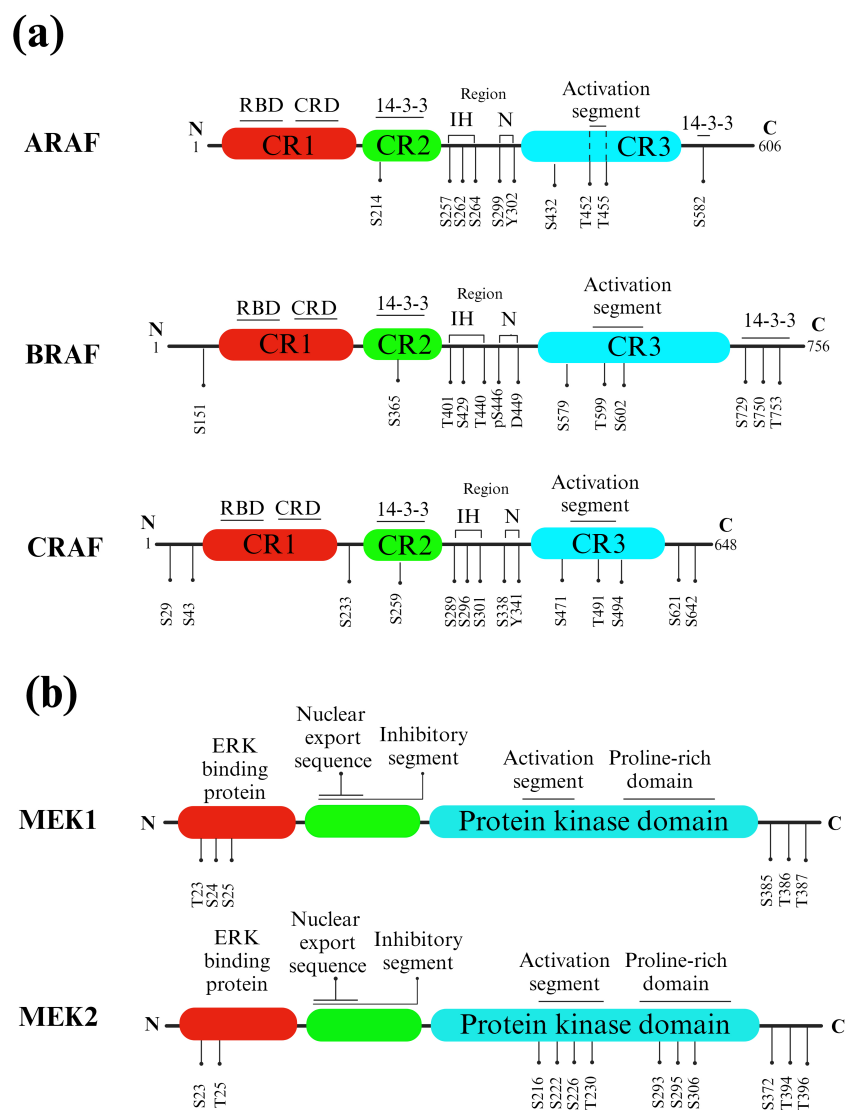 (a)
Activation
Region
RBD CRD 14-3-3 IH N segment 14-3-3
ARAF N 1 CR1 CR2 CR3 C 606
S214 S257 S262 S264 S299 Y302 S432 T452 T455 S582
Activation
Region
RBD CRD 14-3-3 IH N segment 14-3-3
BRAF N 1 CR1 CR2 CR3 C 756
S151 S365 T401 S429 T440 pS446 D449 S579 T599 S602 S729 S750 T753
Activation
Region
RBD CRD 14-3-3 IH N segment
CRAF N 1 CR1 CR2 CR3 C 648
S29 S43 S233 S259 S289 S296 S301 S338 Y341 S471 T491 S494 S621 S642
(b)
Nuclear
export
sequence
Inhibitory
segment
ERK
binding
protein
Activation
segment
Proline-rich
domain
MEK1 N Protein kinase domain C
T23 S24 S25 S385 T386 T387
Nuclear
export
sequence
Inhibitory
segment
ERK
binding
protein
Activation
segment
Proline-rich
domain
MEK2 N Protein kinase domain C
S23 T25 S216 S222 S226 T230 S293 S295 S306 S372 T394 T396